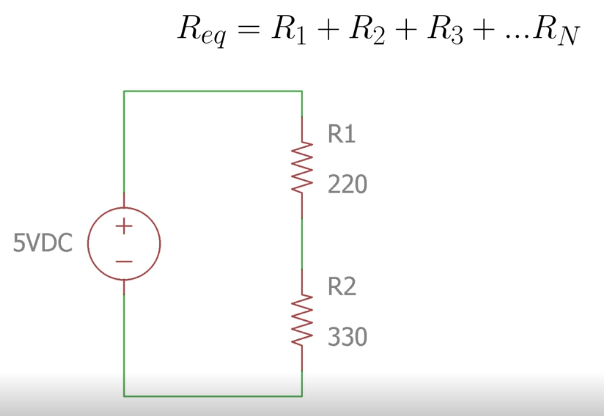 R_eq = R_1 + R_2 + R_3 + ...R_N
R1
220
+
5VDC
−
R2
330